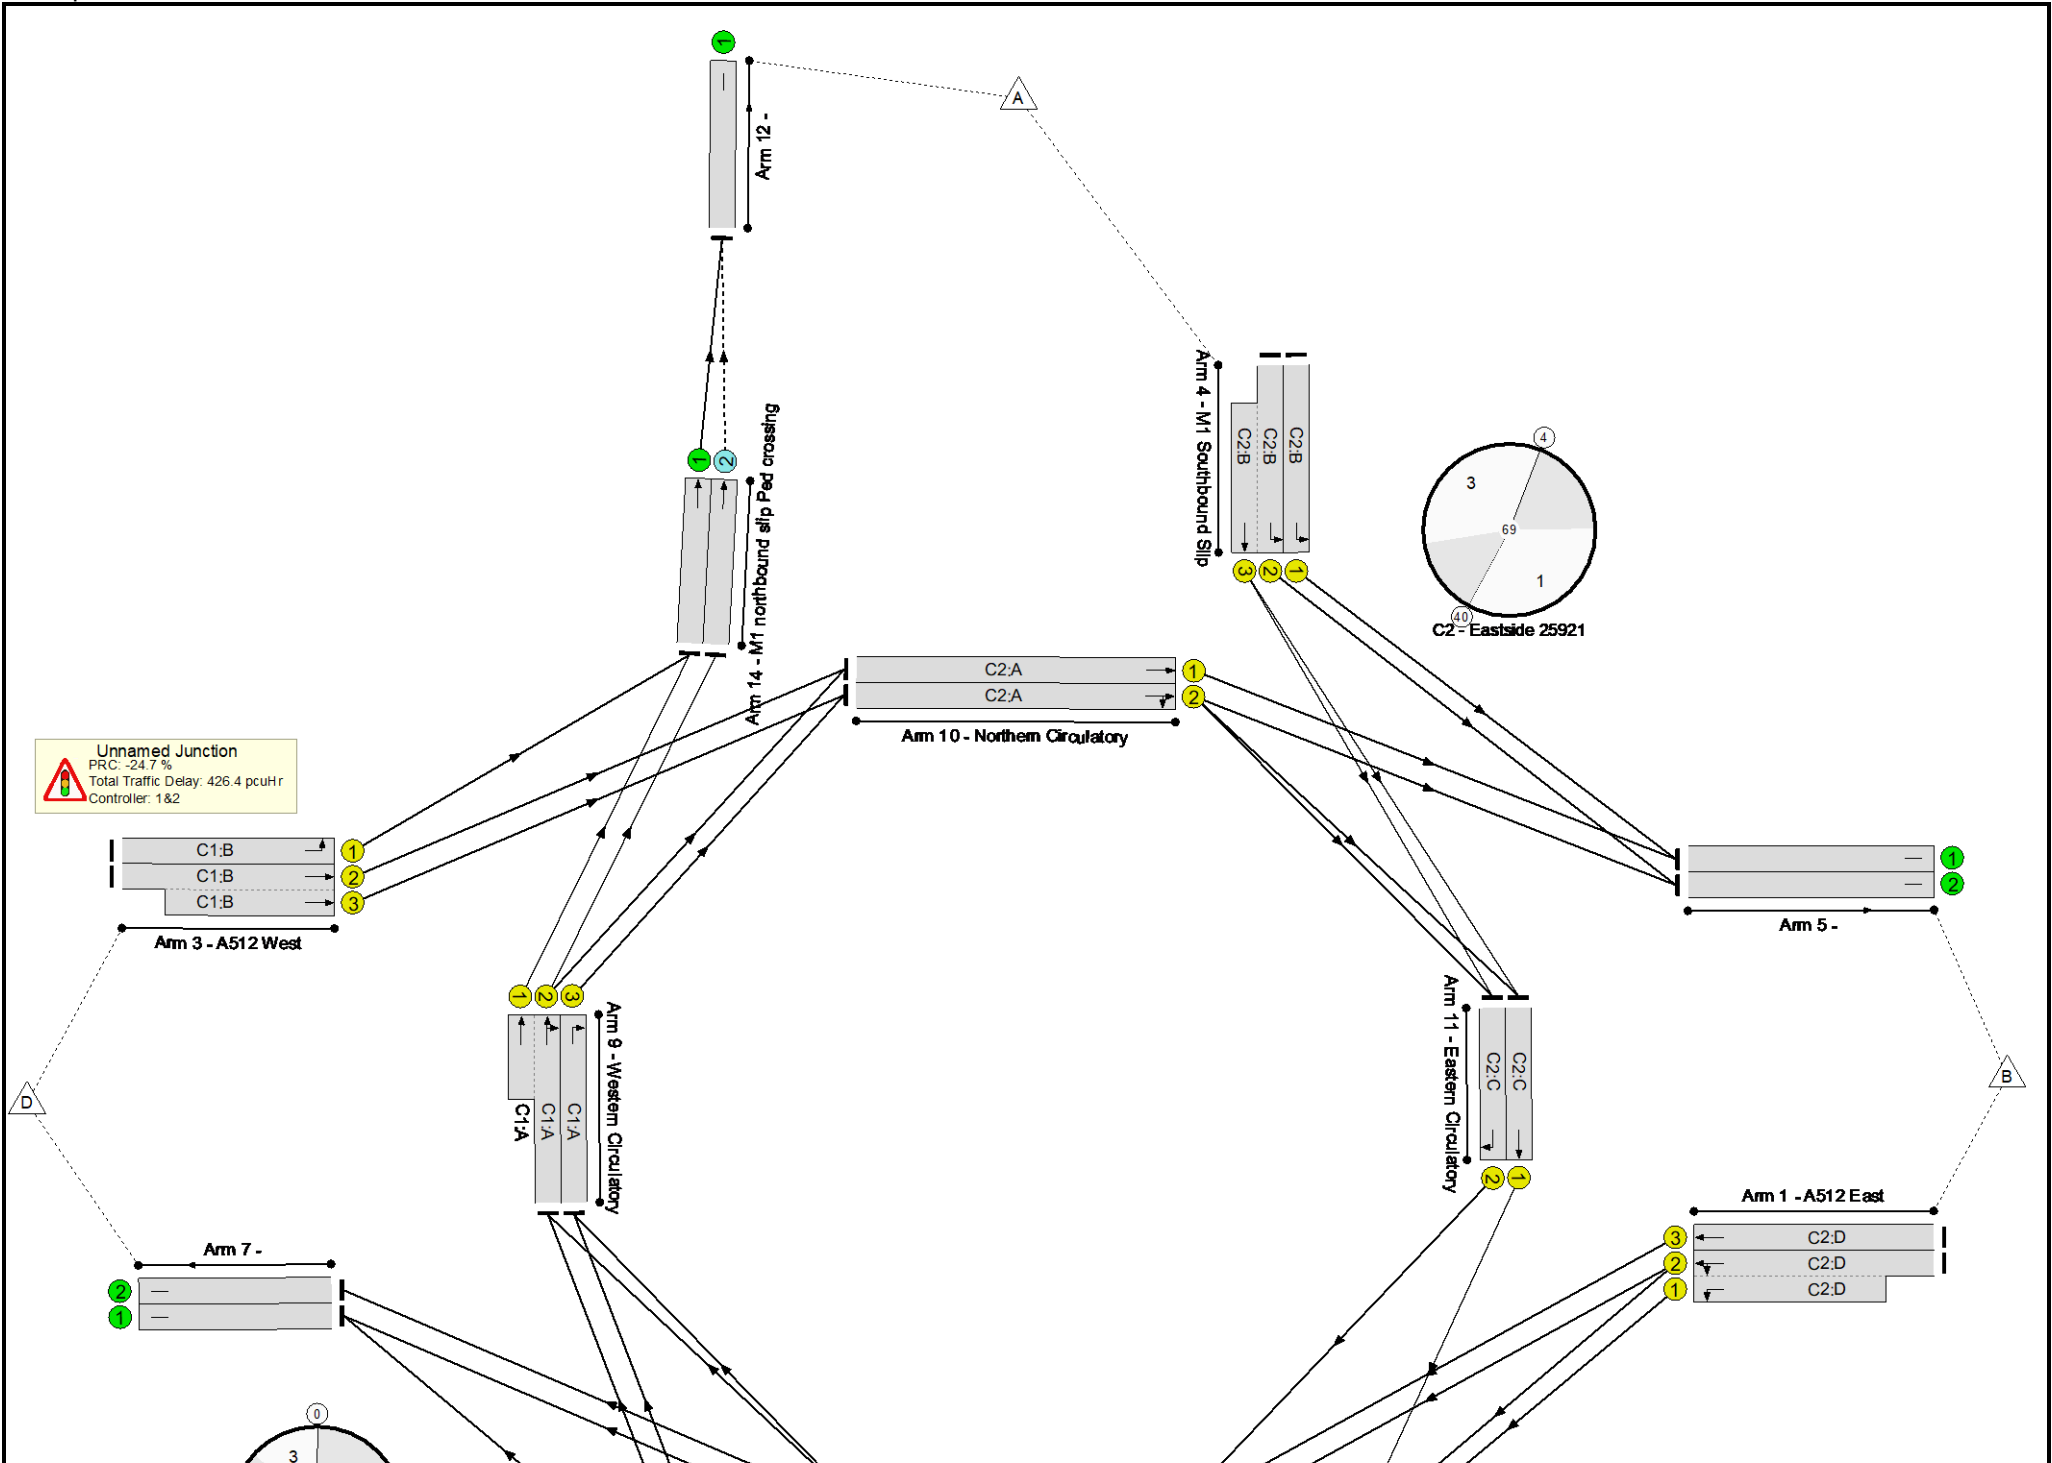 1
Arm 12 -
A
Arm 4 - M1 Southbound Slip
C2:B
C2:B
C2:B
3
2
1
4
3
69
1
40
C2 - Eastside 25921
1
2
Arm 14 - M1 northbound slip Ped crossing
C2:A
1
C2:A
2
Arm 10 - Northern Circulatory
Unnamed Junction
PRC: -24.7 %
Total Traffic Delay: 426.4 pcuHr
Controller: 1&2
C1:B
1
C1:B
2
C1:B
3
Arm 3 - A512 West
1
2
Arm 5 -
1
2
3
Arm 9 - Western Circulatory
C1:A
C1:A
C1:A
Arm 11 - Eastern Circulatory
C2:C
C2:C
2
1
D
B
Arm 1 - A512 East
3
C2:D
2
C2:D
1
C2:D
Arm 7 -
2
1
0
3